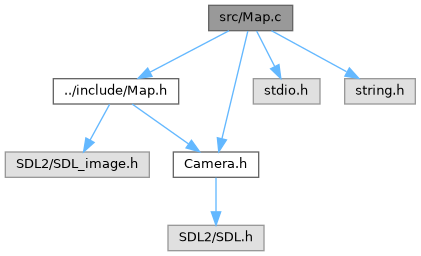 src/Map.c
../include/Map.h
stdio.h
string.h
SDL2/SDL_image.h
Camera.h
SDL2/SDL.h